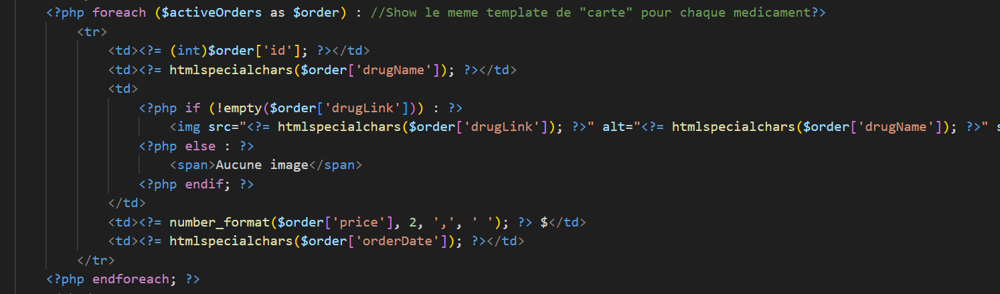 <?php foreach ($activeOrders as $order) : //Show le meme template de "carte" pour chaque medicament?>
<tr>
<td><?= (int)$order['id']; ?></td>
<td><?= htmlspecialchars($order['drugName']); ?></td>
<td>
<?php if (!empty($order['drugLink'])) : ?>
<img src="<?= htmlspecialchars($order['drugLink']); ?>" alt="<?= htmlspecialchars($order['drugName']); ?>" s
<?php else : ?>
<span>Aucune image</span>
<?php endif; ?>
</td>
<td><?= number_format($order['price'], 2, ',', ' '); ?> $</td>
<td><?= htmlspecialchars($order['orderDate']); ?></td>
</tr>
<?php endforeach; ?>